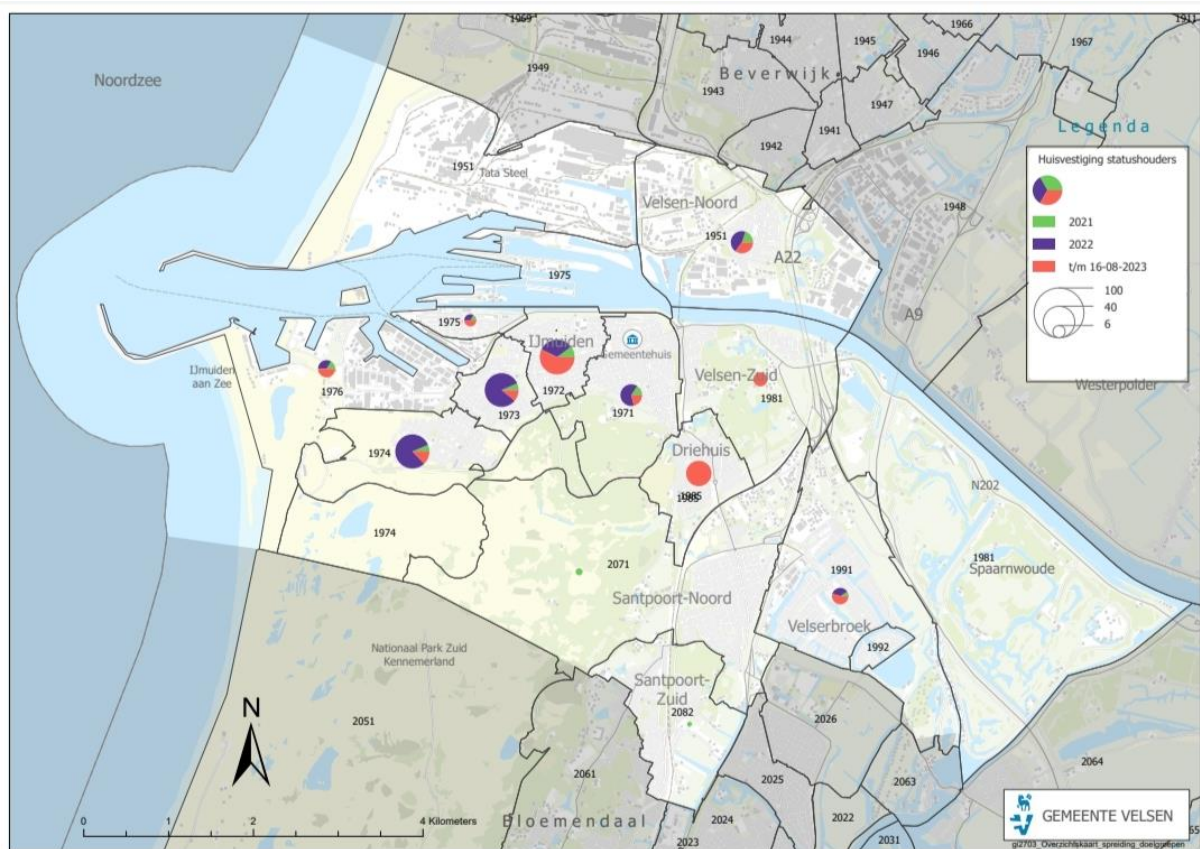 1969
1944
1945
1966
1946
1967
1911
Noordzee
1949
Beverwijk
1943
1947
1941
1942
Legenda
Huisvestiging statushouders
2021
2022
t/m 16-08-2023
100
40
6
1951
Tata Steel
Velsen-Noord
1948
1951
A22
1975
A9
1975
IJmuiden
Gemeentehuis
IJmuiden
aan Zee
1976
1972
Velsen-Zuid
1981
Westerpolder
1973
1971
1974
Driehuis
1985
N202
1974
2071
1991
1981
Spaarnwoude
Santpoort-Noord
Velserbroek
1992
Nationaal Park Zuid
Kennemerland
Santpoort-
Zuid
2082
N
2051
2026
2061
2025
2063
2064
0
1
2
4 Kilometers
Bloemendaal
2024
2022
2023
2031
GEMEENTE VELSEN
gi2703_Overzichtskaart_spreiding_doelgroepen